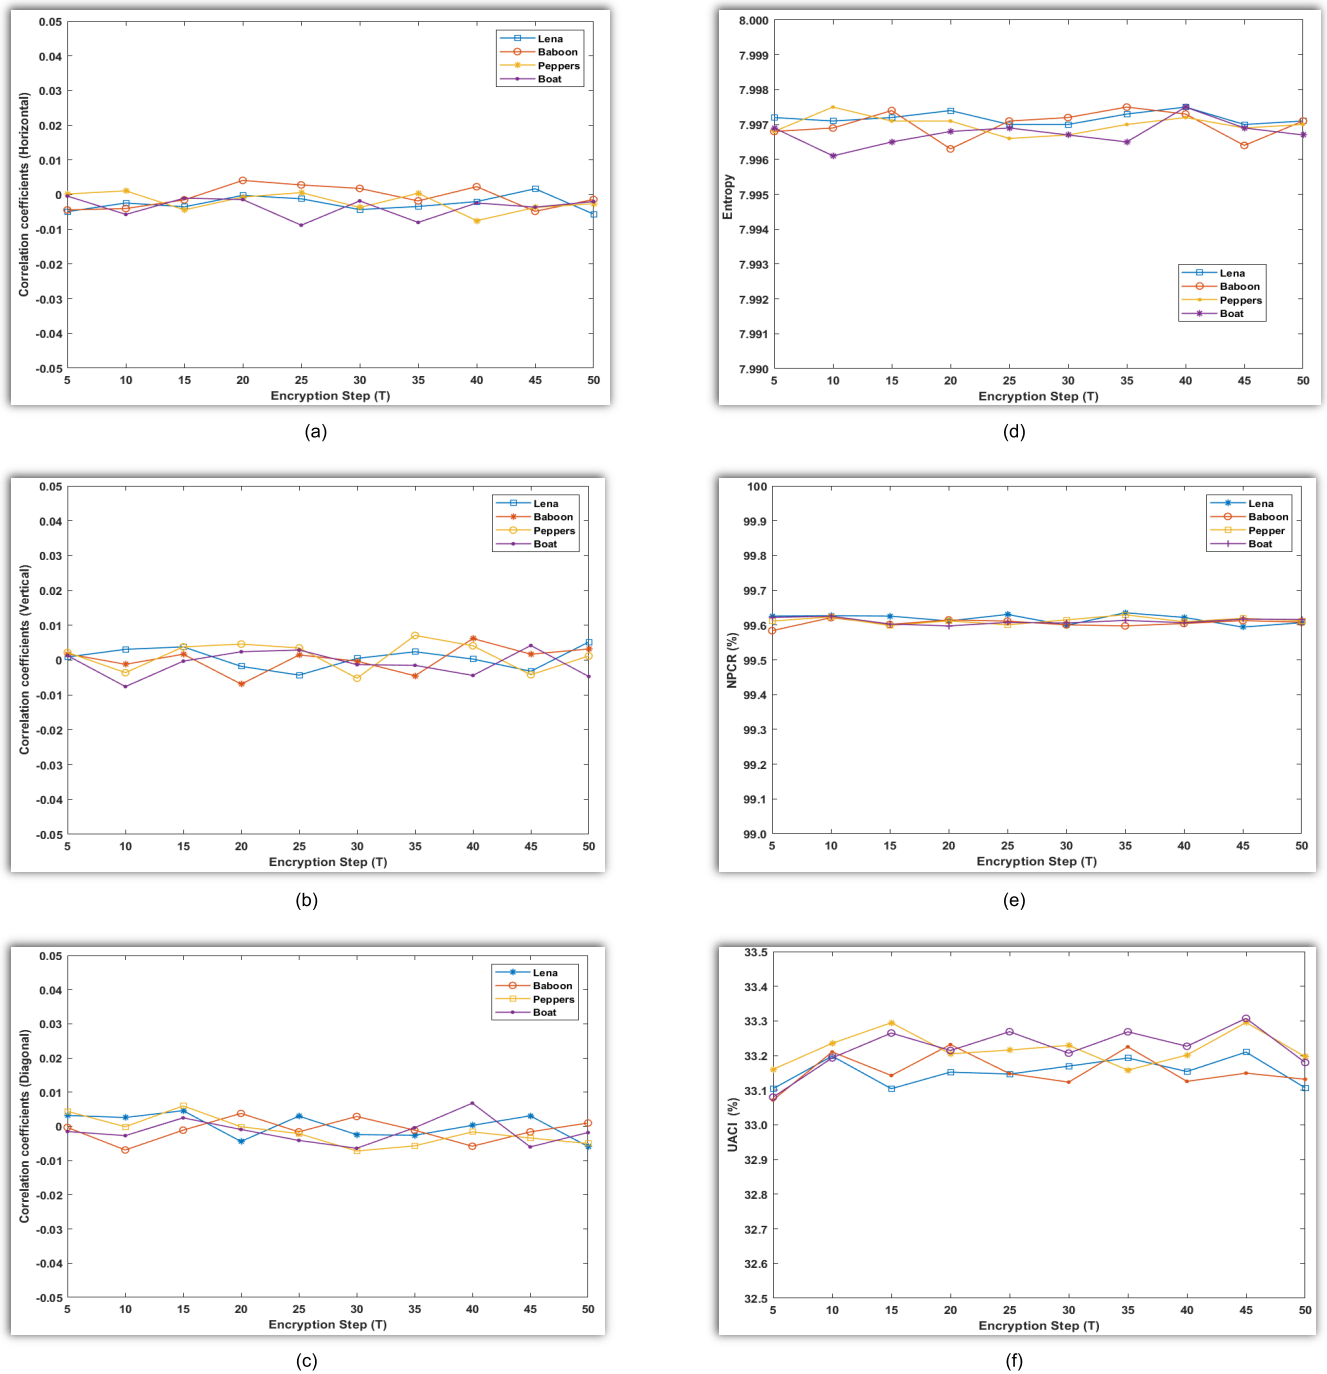 0.05
0.04
0.03
0.02
0.01
0
-0.01
-0.02
-0.03
-0.04
-0.05
Correlation coefficients (Horizontal)
5 10 15 20 25 30 35 40 45 50
Encryption Step (T)
Lena
Baboon
Peppers
Boat
(a)
8.000
7.999
7.998
7.997
7.996
7.995
7.994
7.993
7.992
7.991
7.990
Entropy
5 10 15 20 25 30 35 40 45 50
Encryption Step (T)
Lena
Baboon
Peppers
Boat
(d)
0.05
0.04
0.03
0.02
0.01
0
-0.01
-0.02
-0.03
-0.04
-0.05
Correlation coefficients (Vertical)
5 10 15 20 25 30 35 40 45 50
Encryption Step (T)
Lena
Baboon
Peppers
Boat
(b)
100
99.9
99.8
99.7
99.6
99.5
99.4
99.3
99.2
99.1
99.0
NPCR (%)
5 10 15 20 25 30 35 40 45 50
Encryption Step (T)
Lena
Baboon
Pepper
Boat
(e)
0.05
0.04
0.03
0.02
0.01
0
-0.01
-0.02
-0.03
-0.04
-0.05
Correlation coefficients (Diagonal)
5 10 15 20 25 30 35 40 45 50
Encryption Step (T)
Lena
Baboon
Peppers
Boat
(c)
33.5
33.4
33.3
33.2
33.1
33.0
32.9
32.8
32.7
32.6
32.5
UACI (%)
5 10 15 20 25 30 35 40 45 50
Encryption Step (T)
(f)